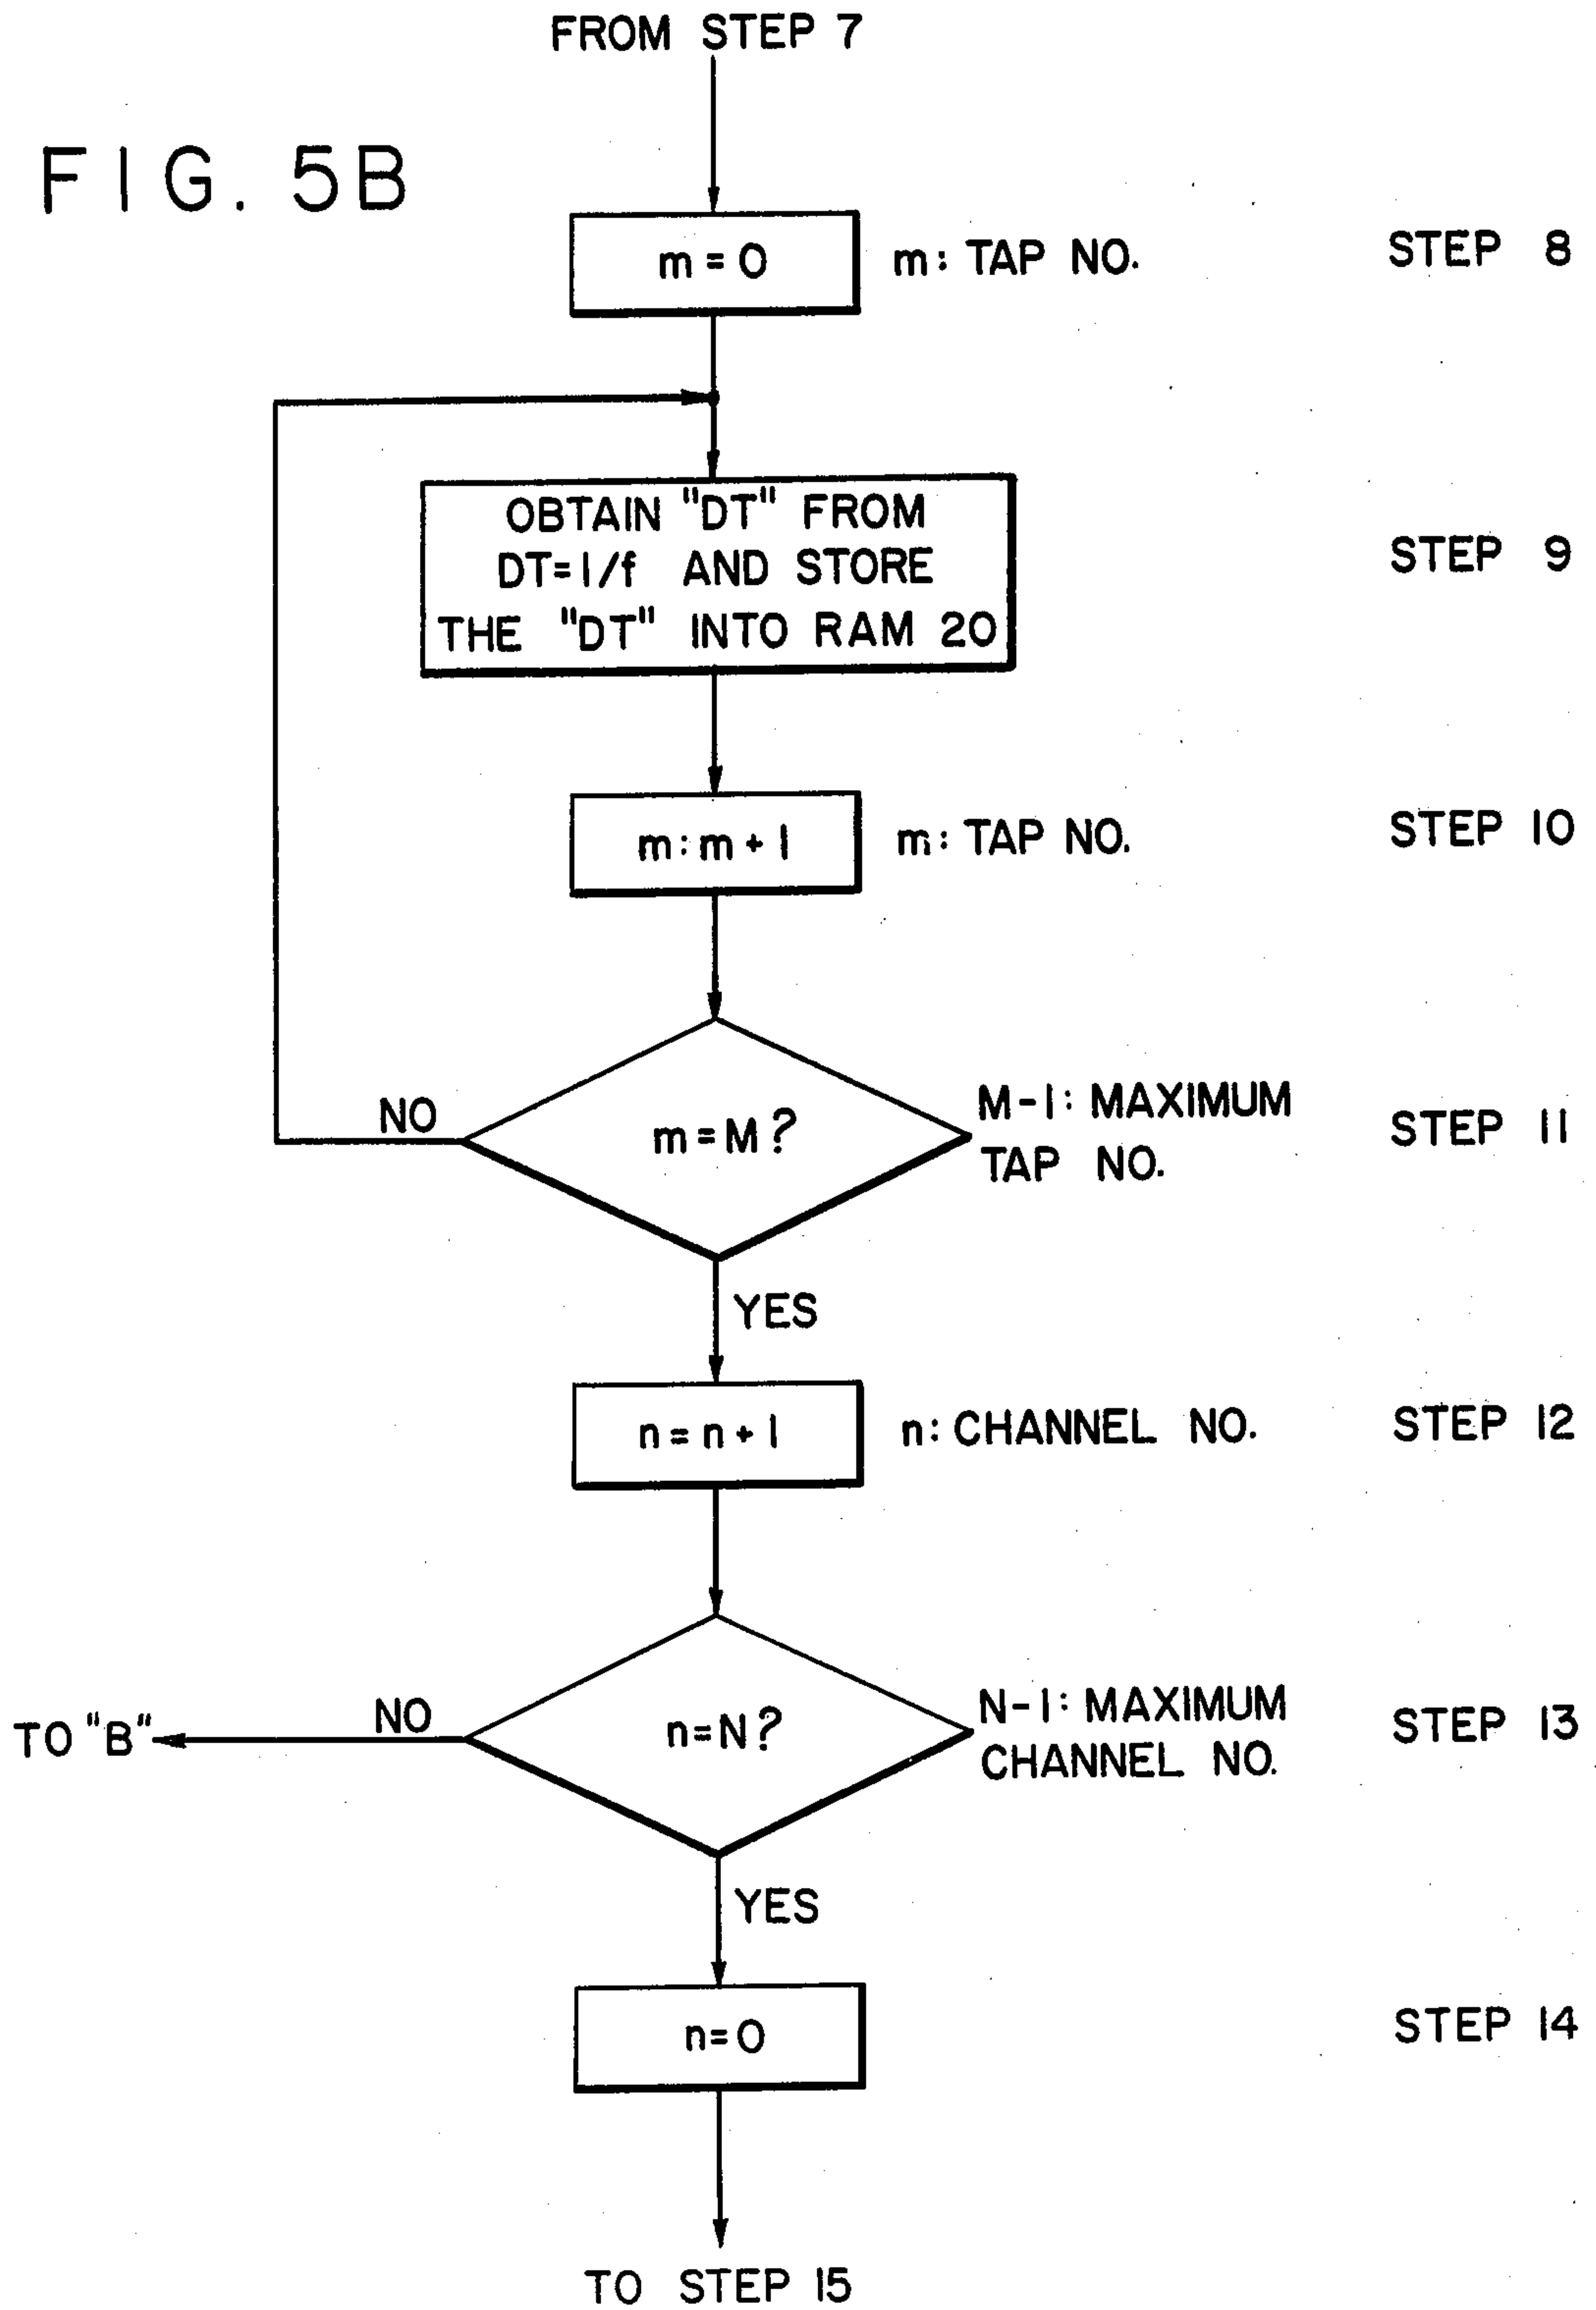 FROM STEP 7
FIG. 5B
m = 0 m: TAP NO. STEP 8
OBTAIN "DT" FROM
DT=1/f AND STORE STEP 9
THE "DT" INTO RAM 20
m: m + 1 m: TAP NO. STEP 10
NO m = M? M-1: MAXIMUM STEP 11
TAP NO.
YES
n = n + 1 n: CHANNEL NO. STEP 12
TO "B" NO n=N? N-1: MAXIMUM STEP 13
CHANNEL NO.
YES
n=0 STEP 14
TO STEP 15